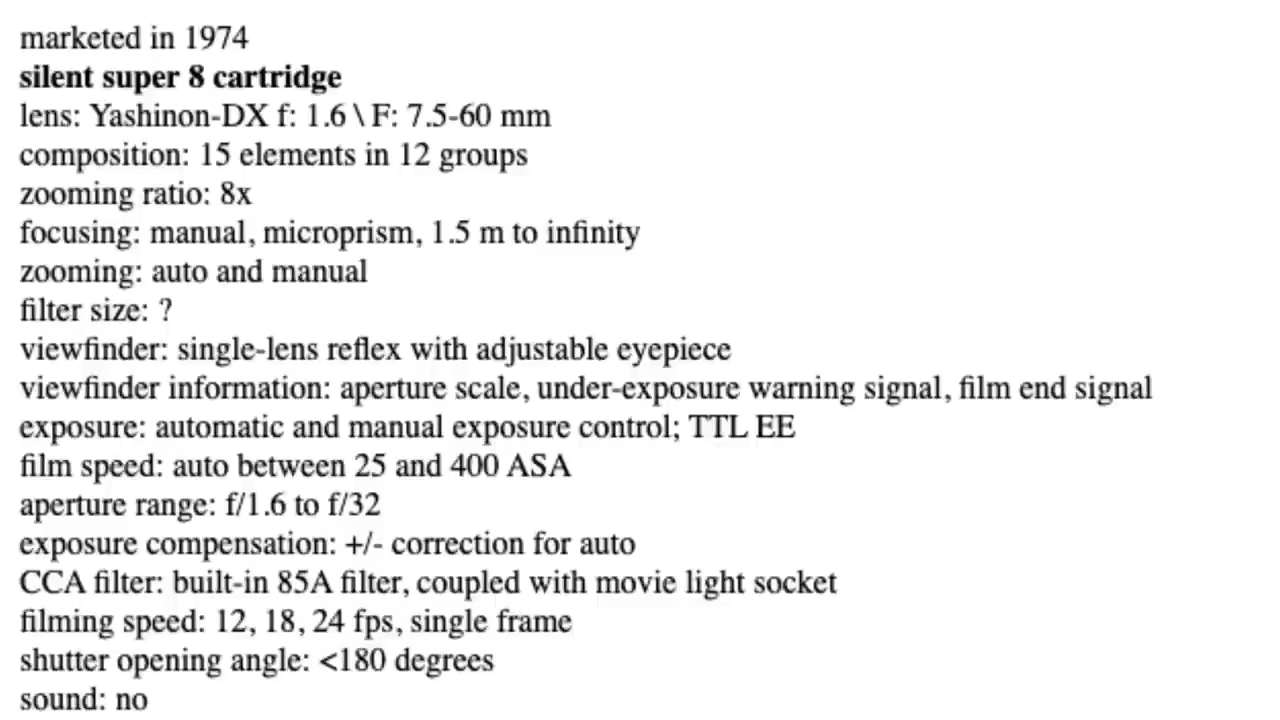 marketed in 1974
silent super 8 cartridge
lens: Yashinon-DX f: 1.6 \ F: 7.5-60 mm
composition: 15 elements in 12 groups
zooming ratio: 8x
focusing: manual, microprism, 1.5 m to infinity
zooming: auto and manual
filter size: ?
viewfinder: single-lens reflex with adjustable eyepiece
viewfinder information: aperture scale, under-exposure warning signal, film end signal
exposure: automatic and manual exposure control; TTL EE
film speed: auto between 25 and 400 ASA
aperture range: f/1.6 to f/32
exposure compensation: +/- correction for auto
CCA filter: built-in 85A filter, coupled with movie light socket
filming speed: 12, 18, 24 fps, single frame
shutter opening angle: <180 degrees
sound: no